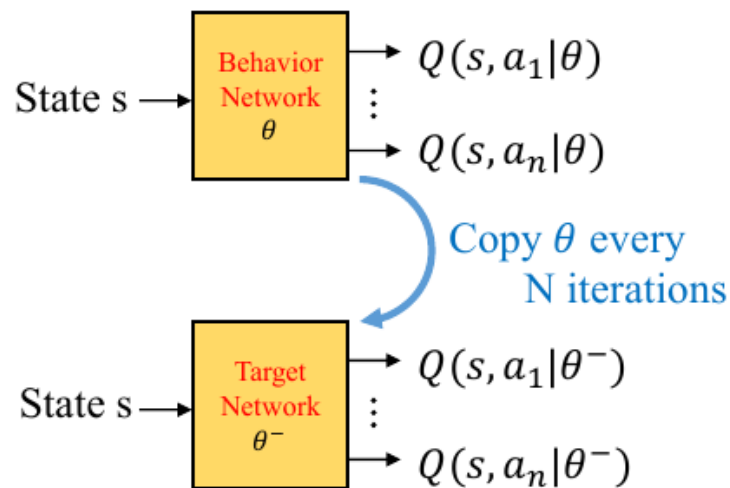 State s
Behavior
Network
θ
Q(s, a₁|θ)
⋮
Q(s, aₙ|θ)
Copy θ every
N iterations
State s
Target
Network
θ⁻
Q(s, a₁|θ⁻)
⋮
Q(s, aₙ|θ⁻)